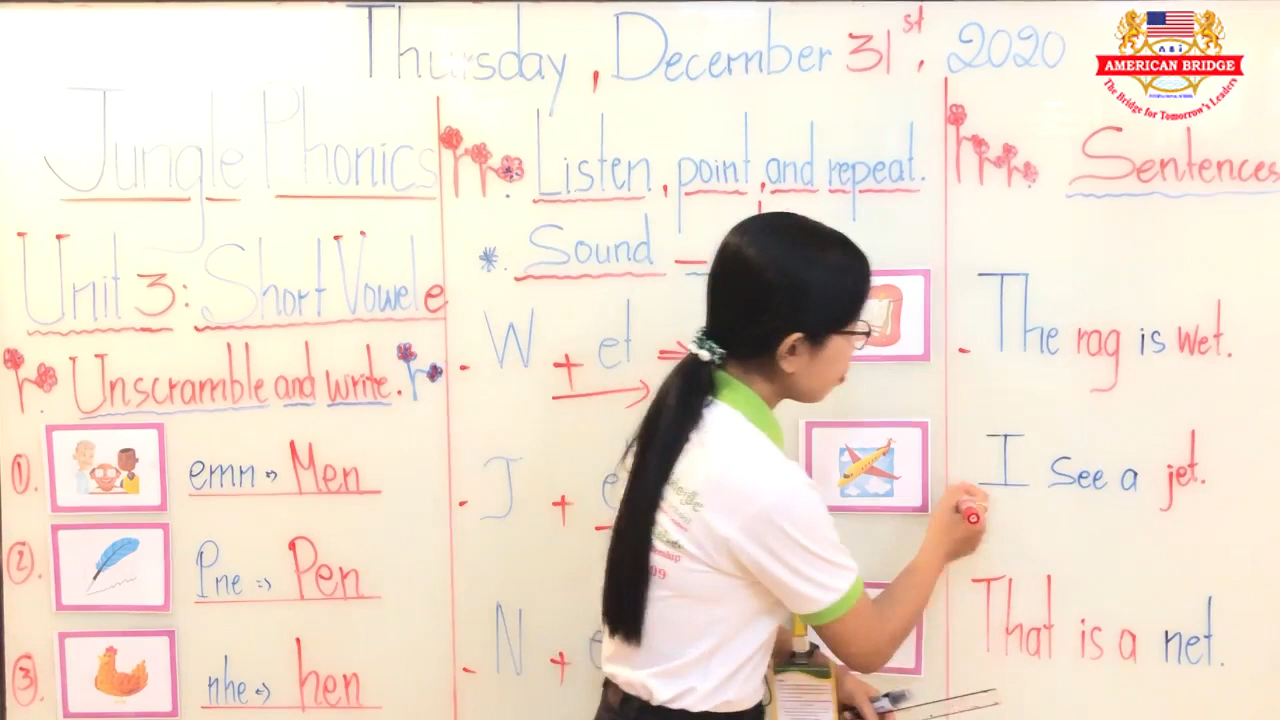 Thursday, December 31st, 2020
AMERICAN BRIDGE
The Bridge for Tomorrow's Leaders
Jungle Phonics
Unit 3: Short Vowel e
Unscramble and write.
1. emn => Men
2. Pne => Pen
3. nhe => hen
Listen, point, and repeat.
* Sound =
- W + et =>
- J + e
- N + e
Sentences
- The rag is wet.
I see a jet.
That is a net.